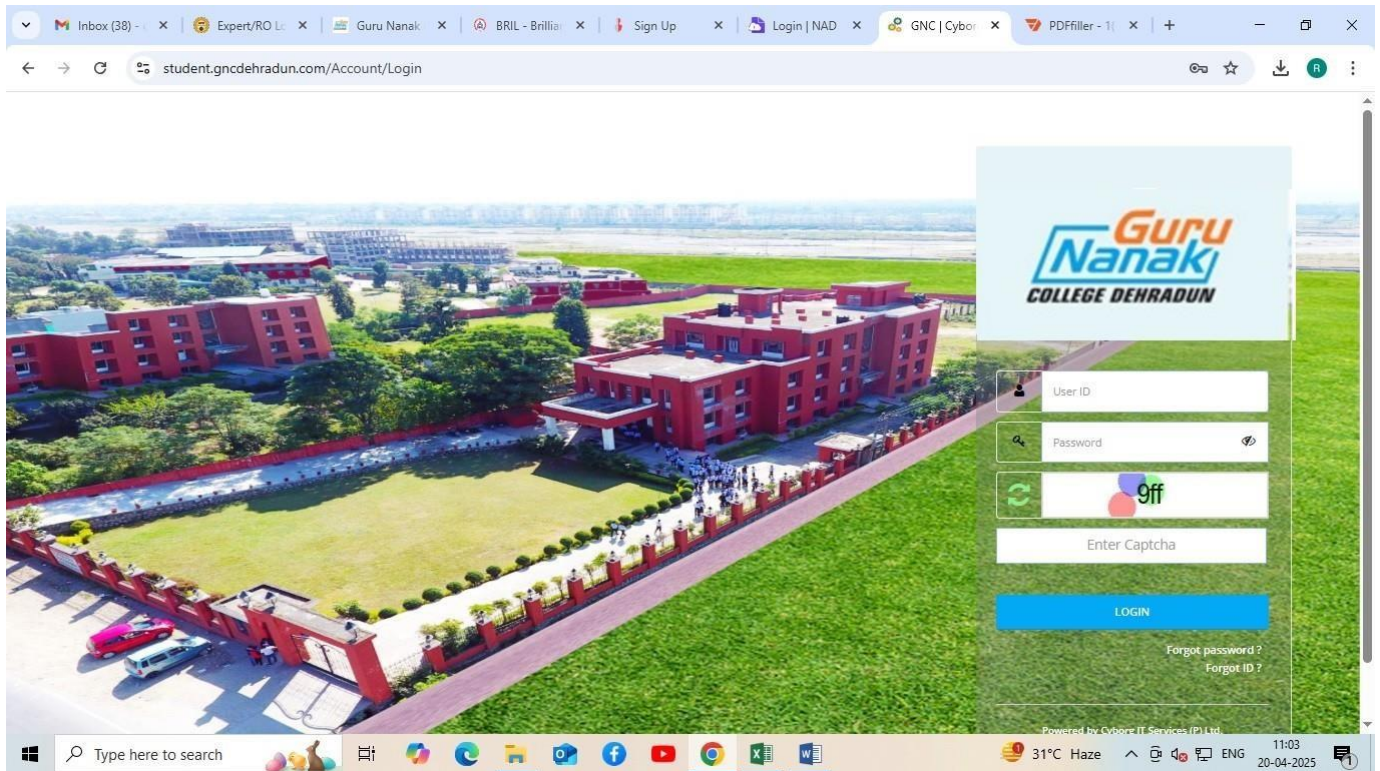 Inbox (38) -
Expert/RO Lo
Guru Nanak
BRIL - Brillia
Sign Up
Login | NAD
GNC | Cybor
PDFfiller - 1(
student.gncdehradun.com/Account/Login
R
Guru
Nanak
COLLEGE DEHRADUN
User ID
Password
9ff
Enter Captcha
LOGIN
Forgot password ?
Forgot ID ?
Powered by Cyborg IT Services (P) Ltd.
Type here to search
31°C Haze
ENG
11:03
20-04-2025
1